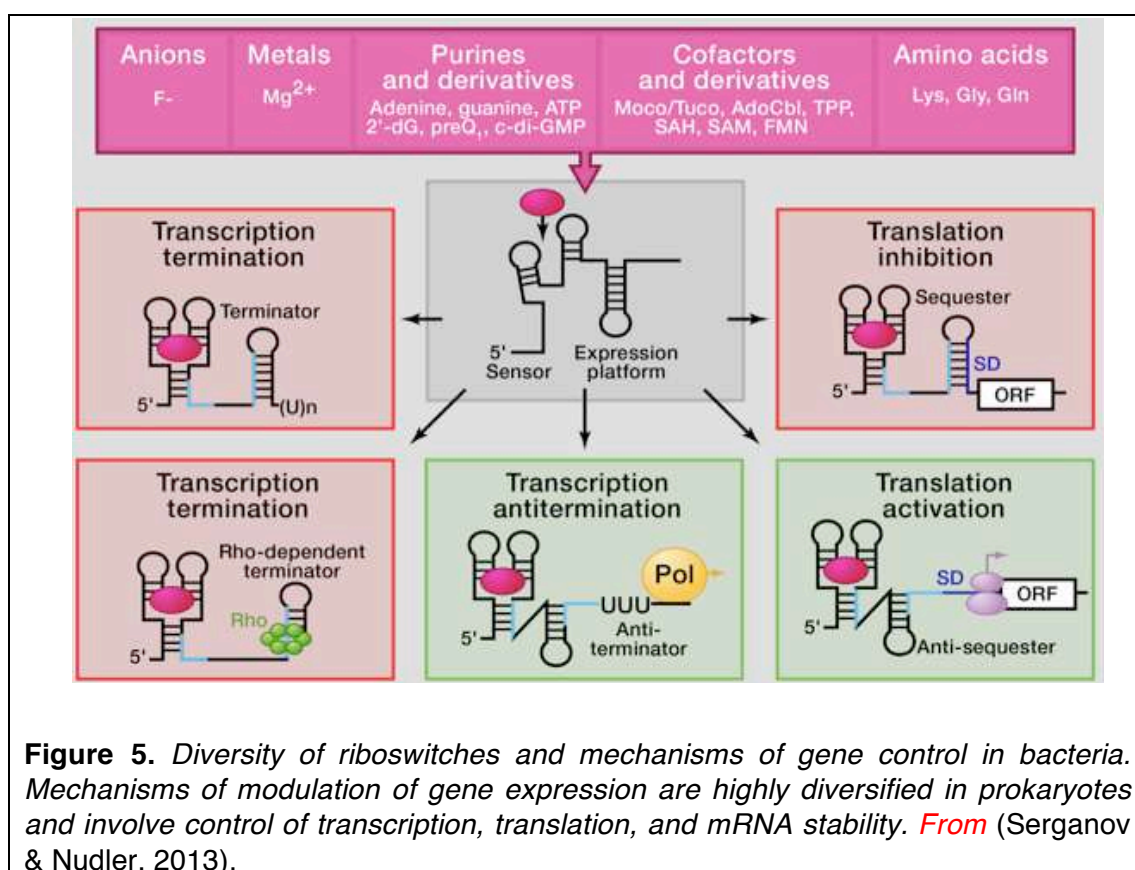 Anions
F-
Metals
Mg2+
Purines
and derivatives
Adenine, guanine, ATP
2'-dG, preQ1, c-di-GMP
Cofactors
and derivatives
Moco/Tuco, AdoCbl, TPP,
SAH, SAM, FMN
Amino acids
Lys, Gly, Gln
Transcription
termination
Terminator
5'
(U)n
5'
Sensor
Expression
platform
Translation
inhibition
Sequester
SD
5'
ORF
Transcription
termination
Rho-dependent
terminator
Rho
5'
Transcription
antitermination
Pol
UUU
5'
Anti-
terminator
Translation
activation
SD
ORF
5'
Anti-sequester
Figure 5. Diversity of riboswitches and mechanisms of gene control in bacteria.
Mechanisms of modulation of gene expression are highly diversified in prokaryotes
and involve control of transcription, translation, and mRNA stability. From (Serganov
& Nudler, 2013).